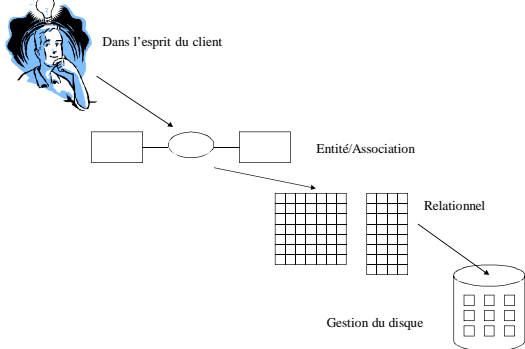 Dans l'esprit du client
Entité/Association
Relationnel
Gestion du disque